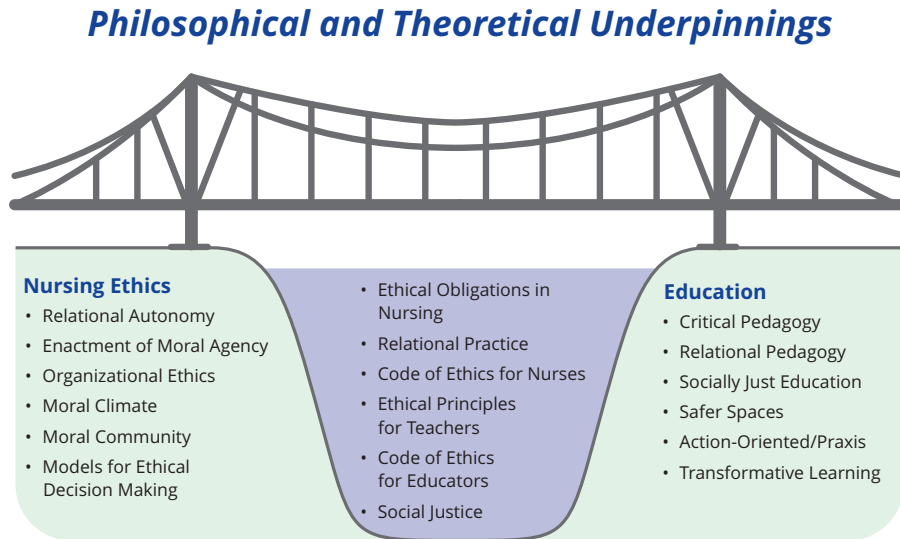 Philosophical and Theoretical Underpinnings
Nursing Ethics
• Relational Autonomy
• Enactment of Moral Agency
• Organizational Ethics
• Moral Climate
• Moral Community
• Models for Ethical
Decision Making
• Ethical Obligations in
Nursing
• Relational Practice
• Code of Ethics for Nurses
• Ethical Principles
for Teachers
• Code of Ethics
for Educators
• Social Justice
Education
• Critical Pedagogy
• Relational Pedagogy
• Socially Just Education
• Safer Spaces
• Action-Oriented/Praxis
• Transformative Learning